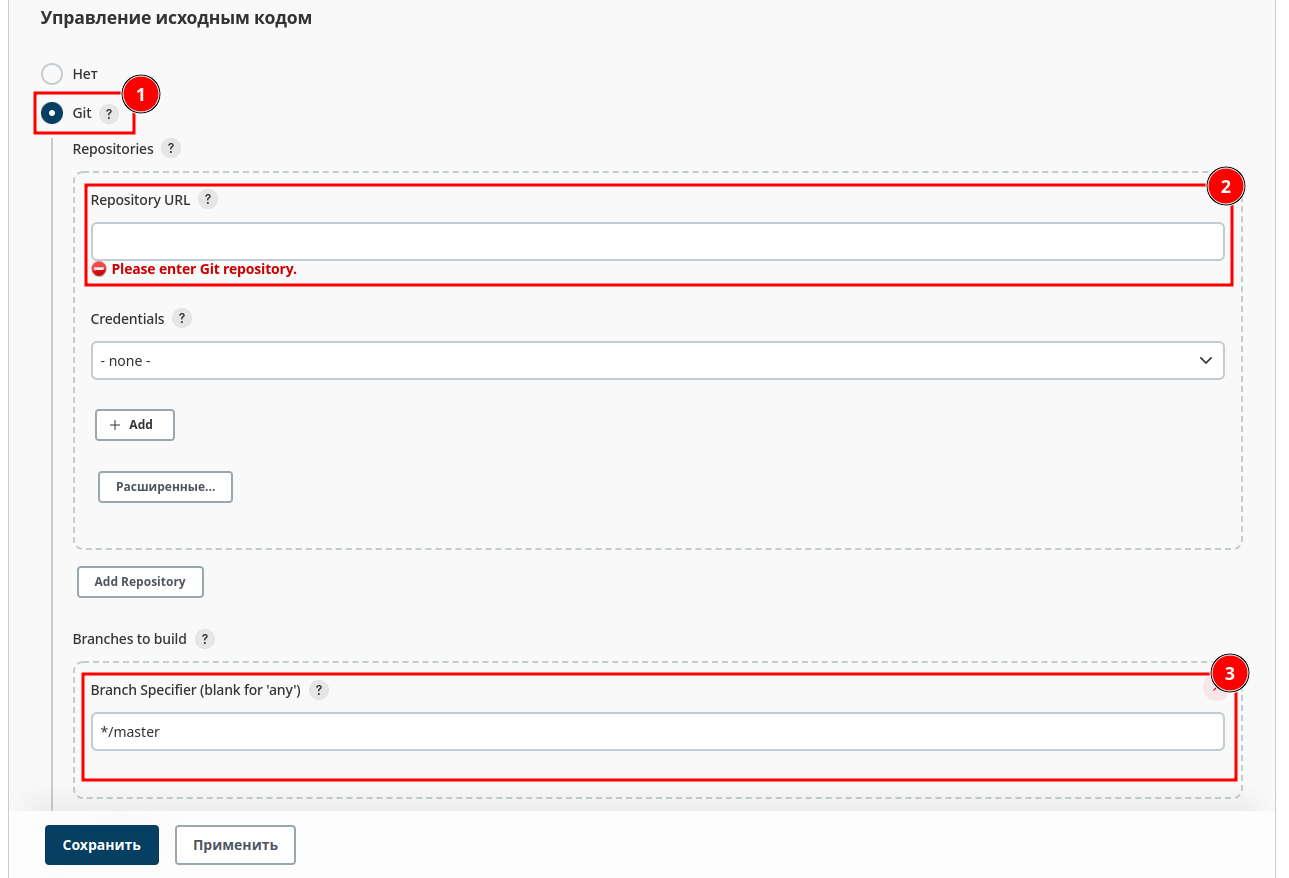 Управление исходным кодом
Нет
1
Git ?
Repositories ?
2
Repository URL ?
Please enter Git repository.
Credentials ?
- none -
+ Add
Расширенные...
Add Repository
Branches to build ?
3
Branch Specifier (blank for 'any') ?
*/master
Сохранить Применить